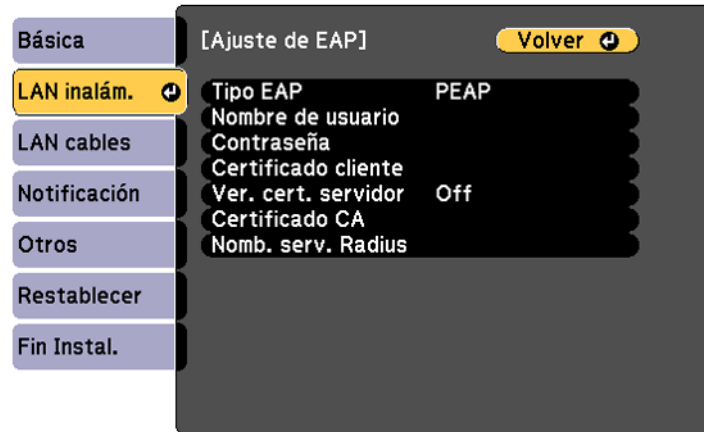 Básica
LAN inalám.
LAN cables
Notificación
Otros
Restablecer
Fin Instal.
[Ajuste de EAP]
Volver
Tipo EAP PEAP
Nombre de usuario
Contraseña
Certificado cliente
Ver. cert. servidor Off
Certificado CA
Nomb. serv. Radius